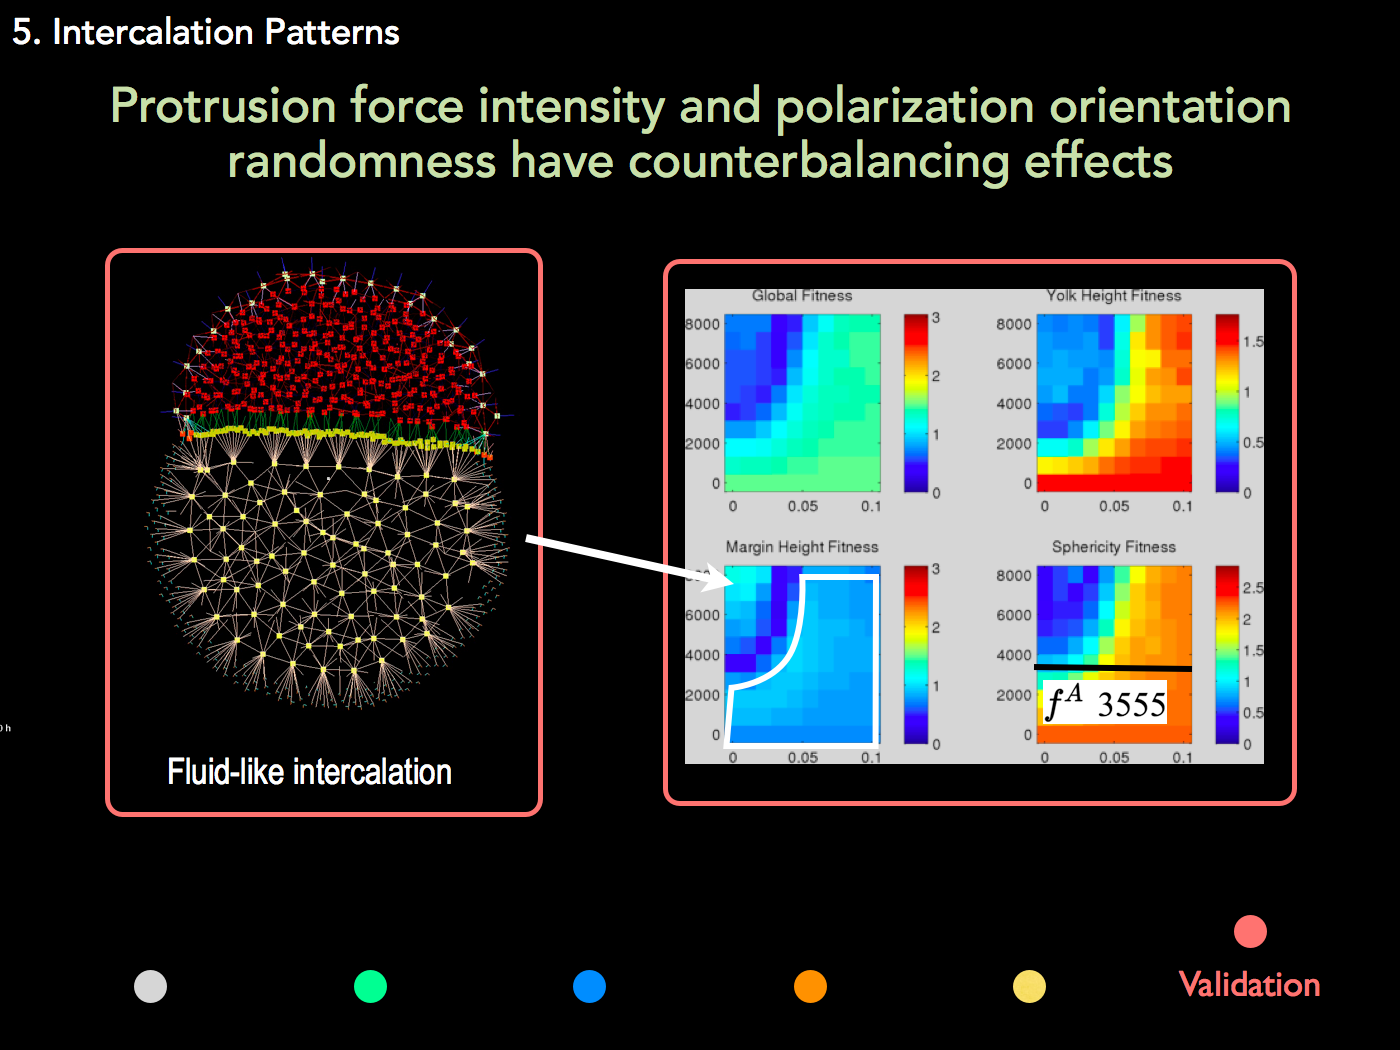 5. Intercalation Patterns
Protrusion force intensity and polarization orientation
randomness have counterbalancing effects
Global Fitness
8000
6000
4000
2000
0
0 0.05 0.1
3
2
1
0
Yolk Height Fitness
8000
6000
4000
2000
0
0 0.05 0.1
1.5
1
0.5
0
Margin Height Fitness
6000
4000
2000
0
0 0.05 0.1
3
2
1
0
Sphericity Fitness
8000
6000
4000
2000
0
0 0.05 0.1
2.5
2
1.5
1
0.5
0
f^A 3555
0 h
Fluid-like intercalation
Validation